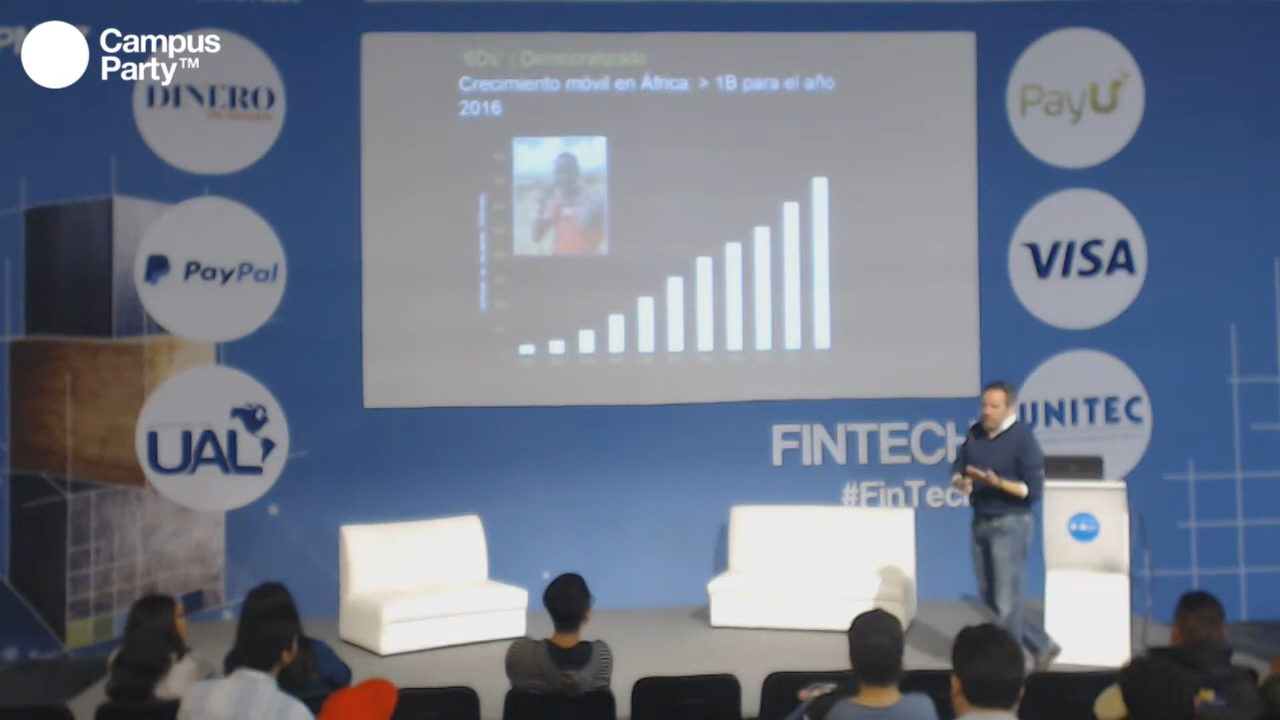 Campus
Party™
DINERO
PayPal
UAL
'6Ds' : Democratizado
Crecimiento móvil en África: > 1B para el año
2016
PayU
VISA
UNITEC
FINTECH
#FinTech